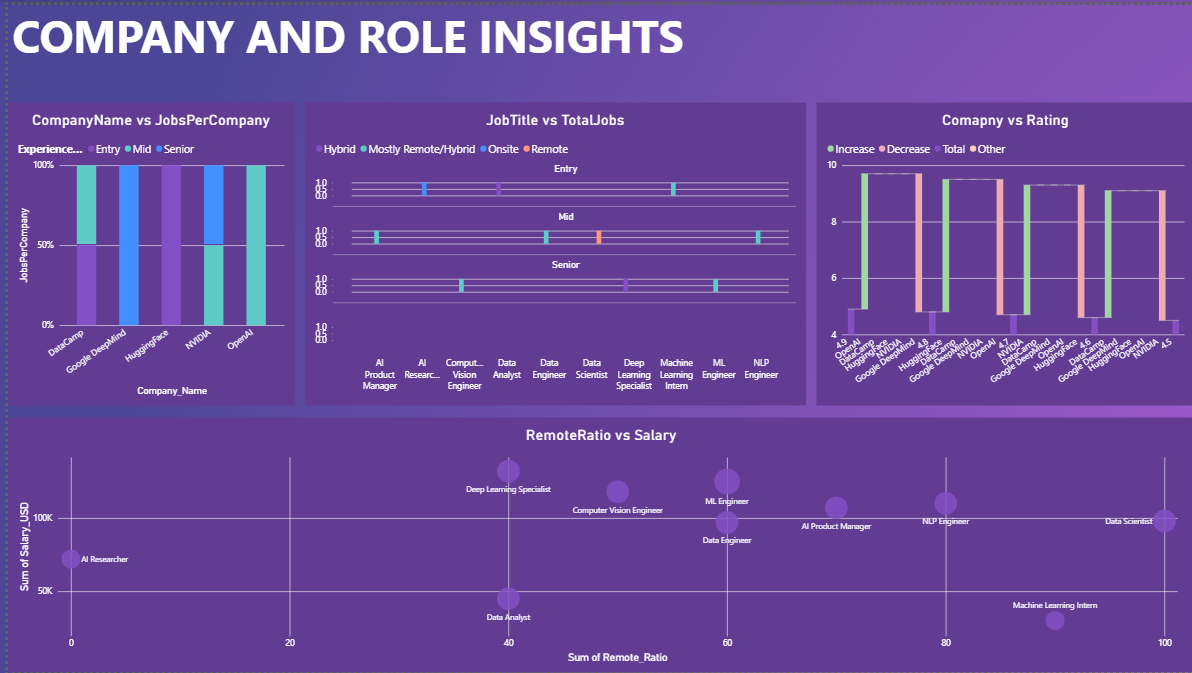 COMPANY AND ROLE INSIGHTS
CompanyName vs JobsPerCompany
Experience... Entry Mid Senior
100%
50%
0%
JobsPerCompany
DataCamp
Google DeepMind
HuggingFace
NVIDIA
OpenAI
Company_Name
JobTitle vs TotalJobs
Hybrid Mostly Remote/Hybrid Onsite Remote
Entry
1.0
0.5
0.0
Mid
1.0
0.5
0.0
Senior
1.0
0.5
0.0
1.0
0.5
0.0
AI
Product
Manager
AI
Researc...
Comput...
Vision
Engineer
Data
Analyst
Data
Engineer
Data
Scientist
Deep
Learning
Specialist
Machine
Learning
Intern
ML
Engineer
NLP
Engineer
Comapny vs Rating
Increase Decrease Total Other
10
8
6
4
4.9
OpenAI
DataCamp
HuggingFace
NVIDIA
Google DeepMind
4.8
HuggingFace
DataCamp
Google DeepMind
NVIDIA
OpenAI
4.7
NVIDIA
DataCamp
Google DeepMind
OpenAI
HuggingFace
4.6
DataCamp
Google DeepMind
HuggingFace
OpenAI
NVIDIA
4.5
RemoteRatio vs Salary
Sum of Salary_USD
100K
50K
AI Researcher
Deep Learning Specialist
Data Analyst
Computer Vision Engineer
ML Engineer
Data Engineer
AI Product Manager
NLP Engineer
Machine Learning Intern
Data Scientist
0
20
40
60
80
100
Sum of Remote_Ratio